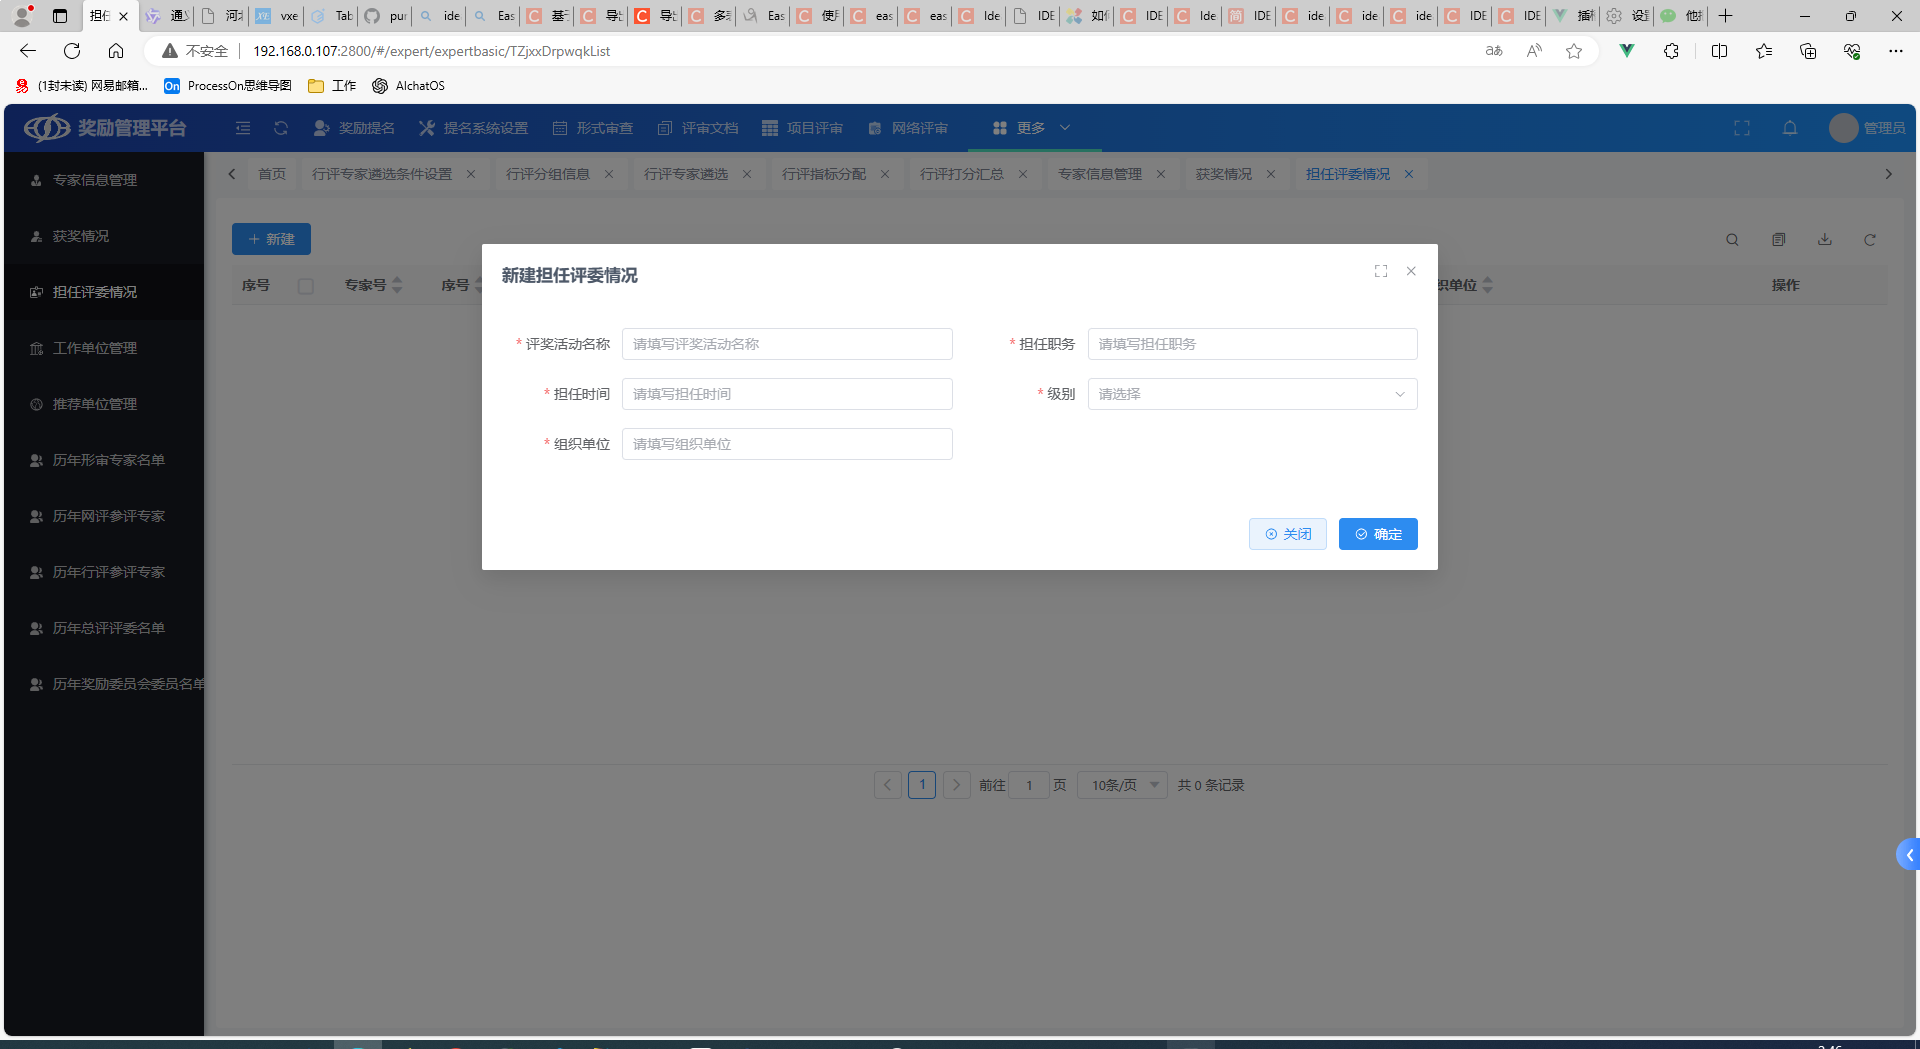 担任 通义 河北 vxe Tab pur ide Eas 基于 导出 导出 多表 Eas 使用 eas eas Ide IDE 如何 IDE Ide IDE ide ide ide IDE IDE 插槽 设置
不安全 192.168.0.107:2800/#/expert/expertbasic/TZjxxDrpwqkList
(1封未读) 网易邮箱... ProcessOn思维导图 工作 AIchatOS
奖励管理平台 奖励提名 提名系统设置 形式审查 评审文档 项目评审 网络评审 更多 管理员
首页 行评专家遴选条件设置 行评分组信息 行评专家遴选 行评指标分配 行评打分汇总 专家信息管理 获奖情况 担任评委情况
专家信息管理
获奖情况
担任评委情况
工作单位管理
推荐单位管理
历年形审专家名单
历年网评参评专家
历年行评参评专家
历年总评评委名单
历年奖励委员会委员名单
新建
序号 专家号 序号 织单位 操作
新建担任评委情况
* 评奖活动名称 请填写评奖活动名称 * 担任职务 请填写担任职务
* 担任时间 请填写担任时间 * 级别 请选择
* 组织单位 请填写组织单位
关闭 确定
1 前往 1 页 10条/页 共 0 条记录